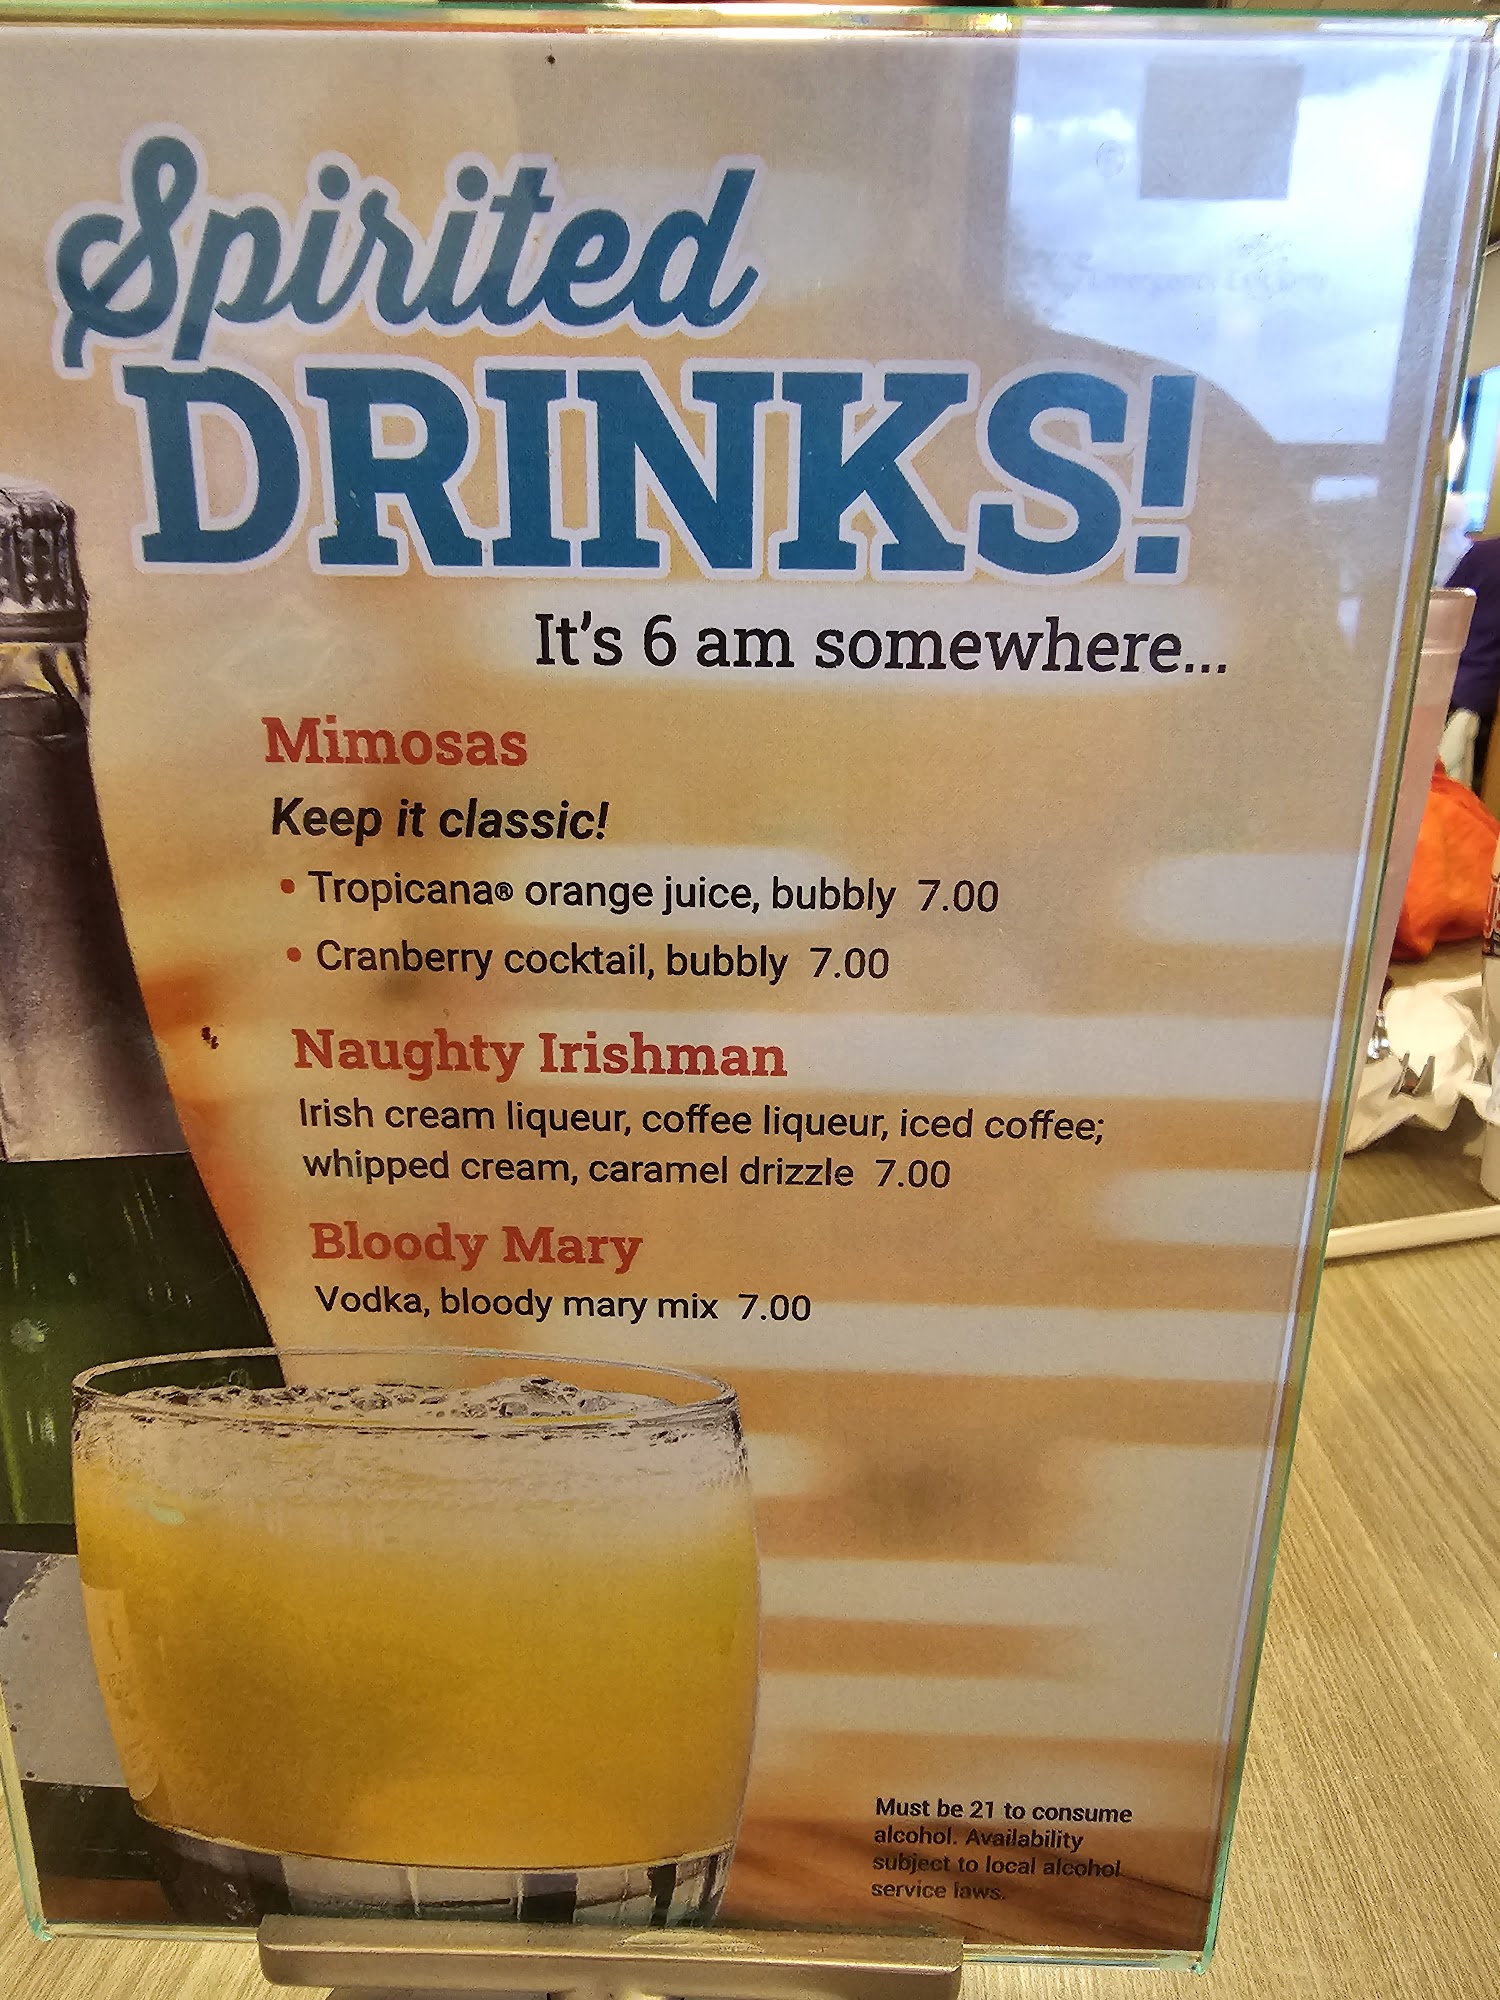 Spirited
DRINKS!
It's 6 am somewhere...
Mimosas
Keep it classic!
• Tropicana® orange juice, bubbly 7.00
• Cranberry cocktail, bubbly 7.00
Naughty Irishman
Irish cream liqueur, coffee liqueur, iced coffee;
whipped cream, caramel drizzle 7.00
Bloody Mary
Vodka, bloody mary mix 7.00
Must be 21 to consume
alcohol. Availability
subject to local alcohol
service laws.